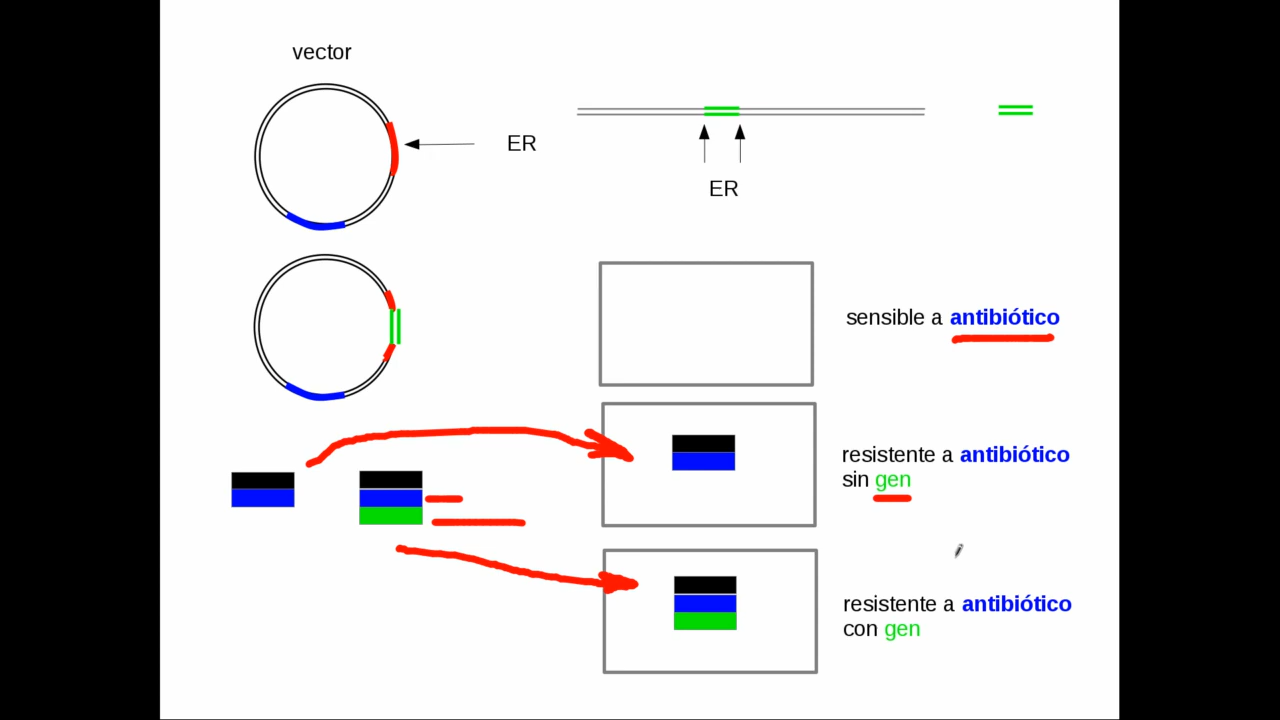 vector
ER
ER
sensible a antibiótico
resistente a antibiótico
sin gen
resistente a antibiótico
con gen